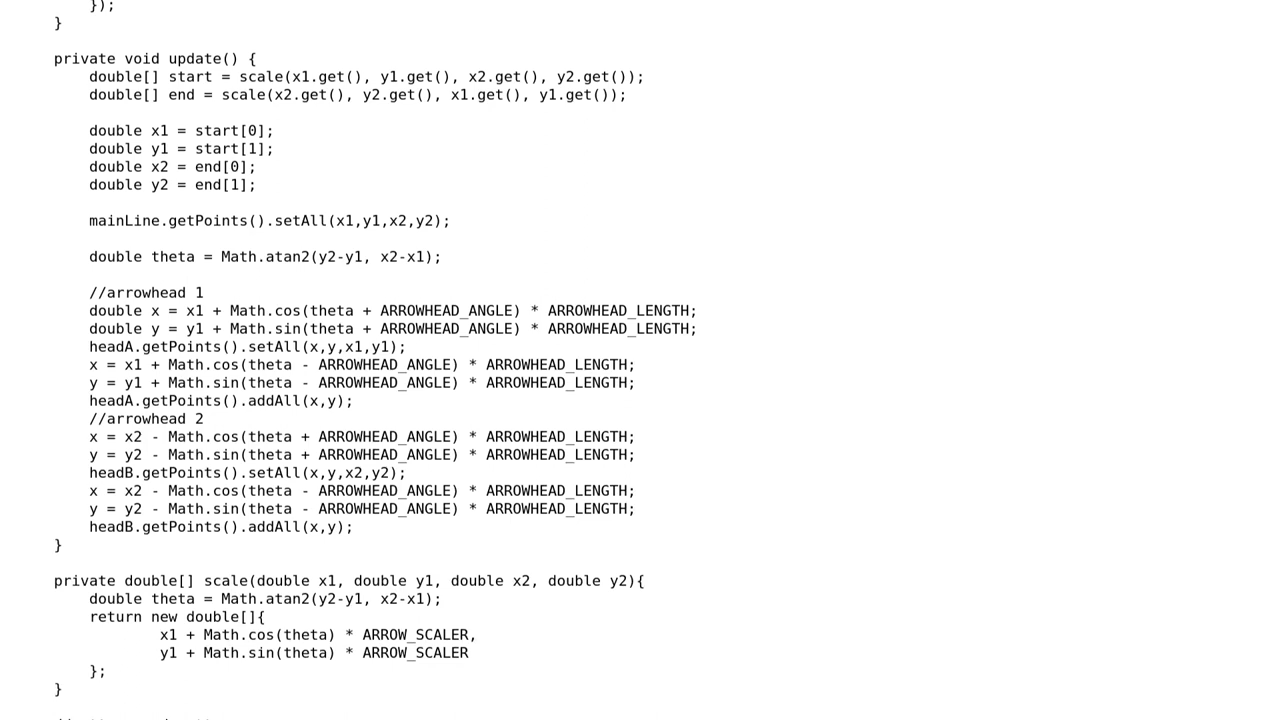 });
}
private void update() {
double[] start = scale(x1.get(), y1.get(), x2.get(), y2.get());
double[] end = scale(x2.get(), y2.get(), x1.get(), y1.get());
double x1 = start[0];
double y1 = start[1];
double x2 = end[0];
double y2 = end[1];
mainLine.getPoints().setAll(x1,y1,x2,y2);
double theta = Math.atan2(y2-y1, x2-x1);
//arrowhead 1
double x = x1 + Math.cos(theta + ARROWHEAD_ANGLE) * ARROWHEAD_LENGTH;
double y = y1 + Math.sin(theta + ARROWHEAD_ANGLE) * ARROWHEAD_LENGTH;
headA.getPoints().setAll(x,y,x1,y1);
x = x1 + Math.cos(theta - ARROWHEAD_ANGLE) * ARROWHEAD_LENGTH;
y = y1 + Math.sin(theta - ARROWHEAD_ANGLE) * ARROWHEAD_LENGTH;
headA.getPoints().addAll(x,y);
//arrowhead 2
x = x2 - Math.cos(theta + ARROWHEAD_ANGLE) * ARROWHEAD_LENGTH;
y = y2 - Math.sin(theta + ARROWHEAD_ANGLE) * ARROWHEAD_LENGTH;
headB.getPoints().setAll(x,y,x2,y2);
x = x2 - Math.cos(theta - ARROWHEAD_ANGLE) * ARROWHEAD_LENGTH;
y = y2 - Math.sin(theta - ARROWHEAD_ANGLE) * ARROWHEAD_LENGTH;
headB.getPoints().addAll(x,y);
}
private double[] scale(double x1, double y1, double x2, double y2){
double theta = Math.atan2(y2-y1, x2-x1);
return new double[]{
x1 + Math.cos(theta) * ARROW_SCALER,
y1 + Math.sin(theta) * ARROW_SCALER
};
}